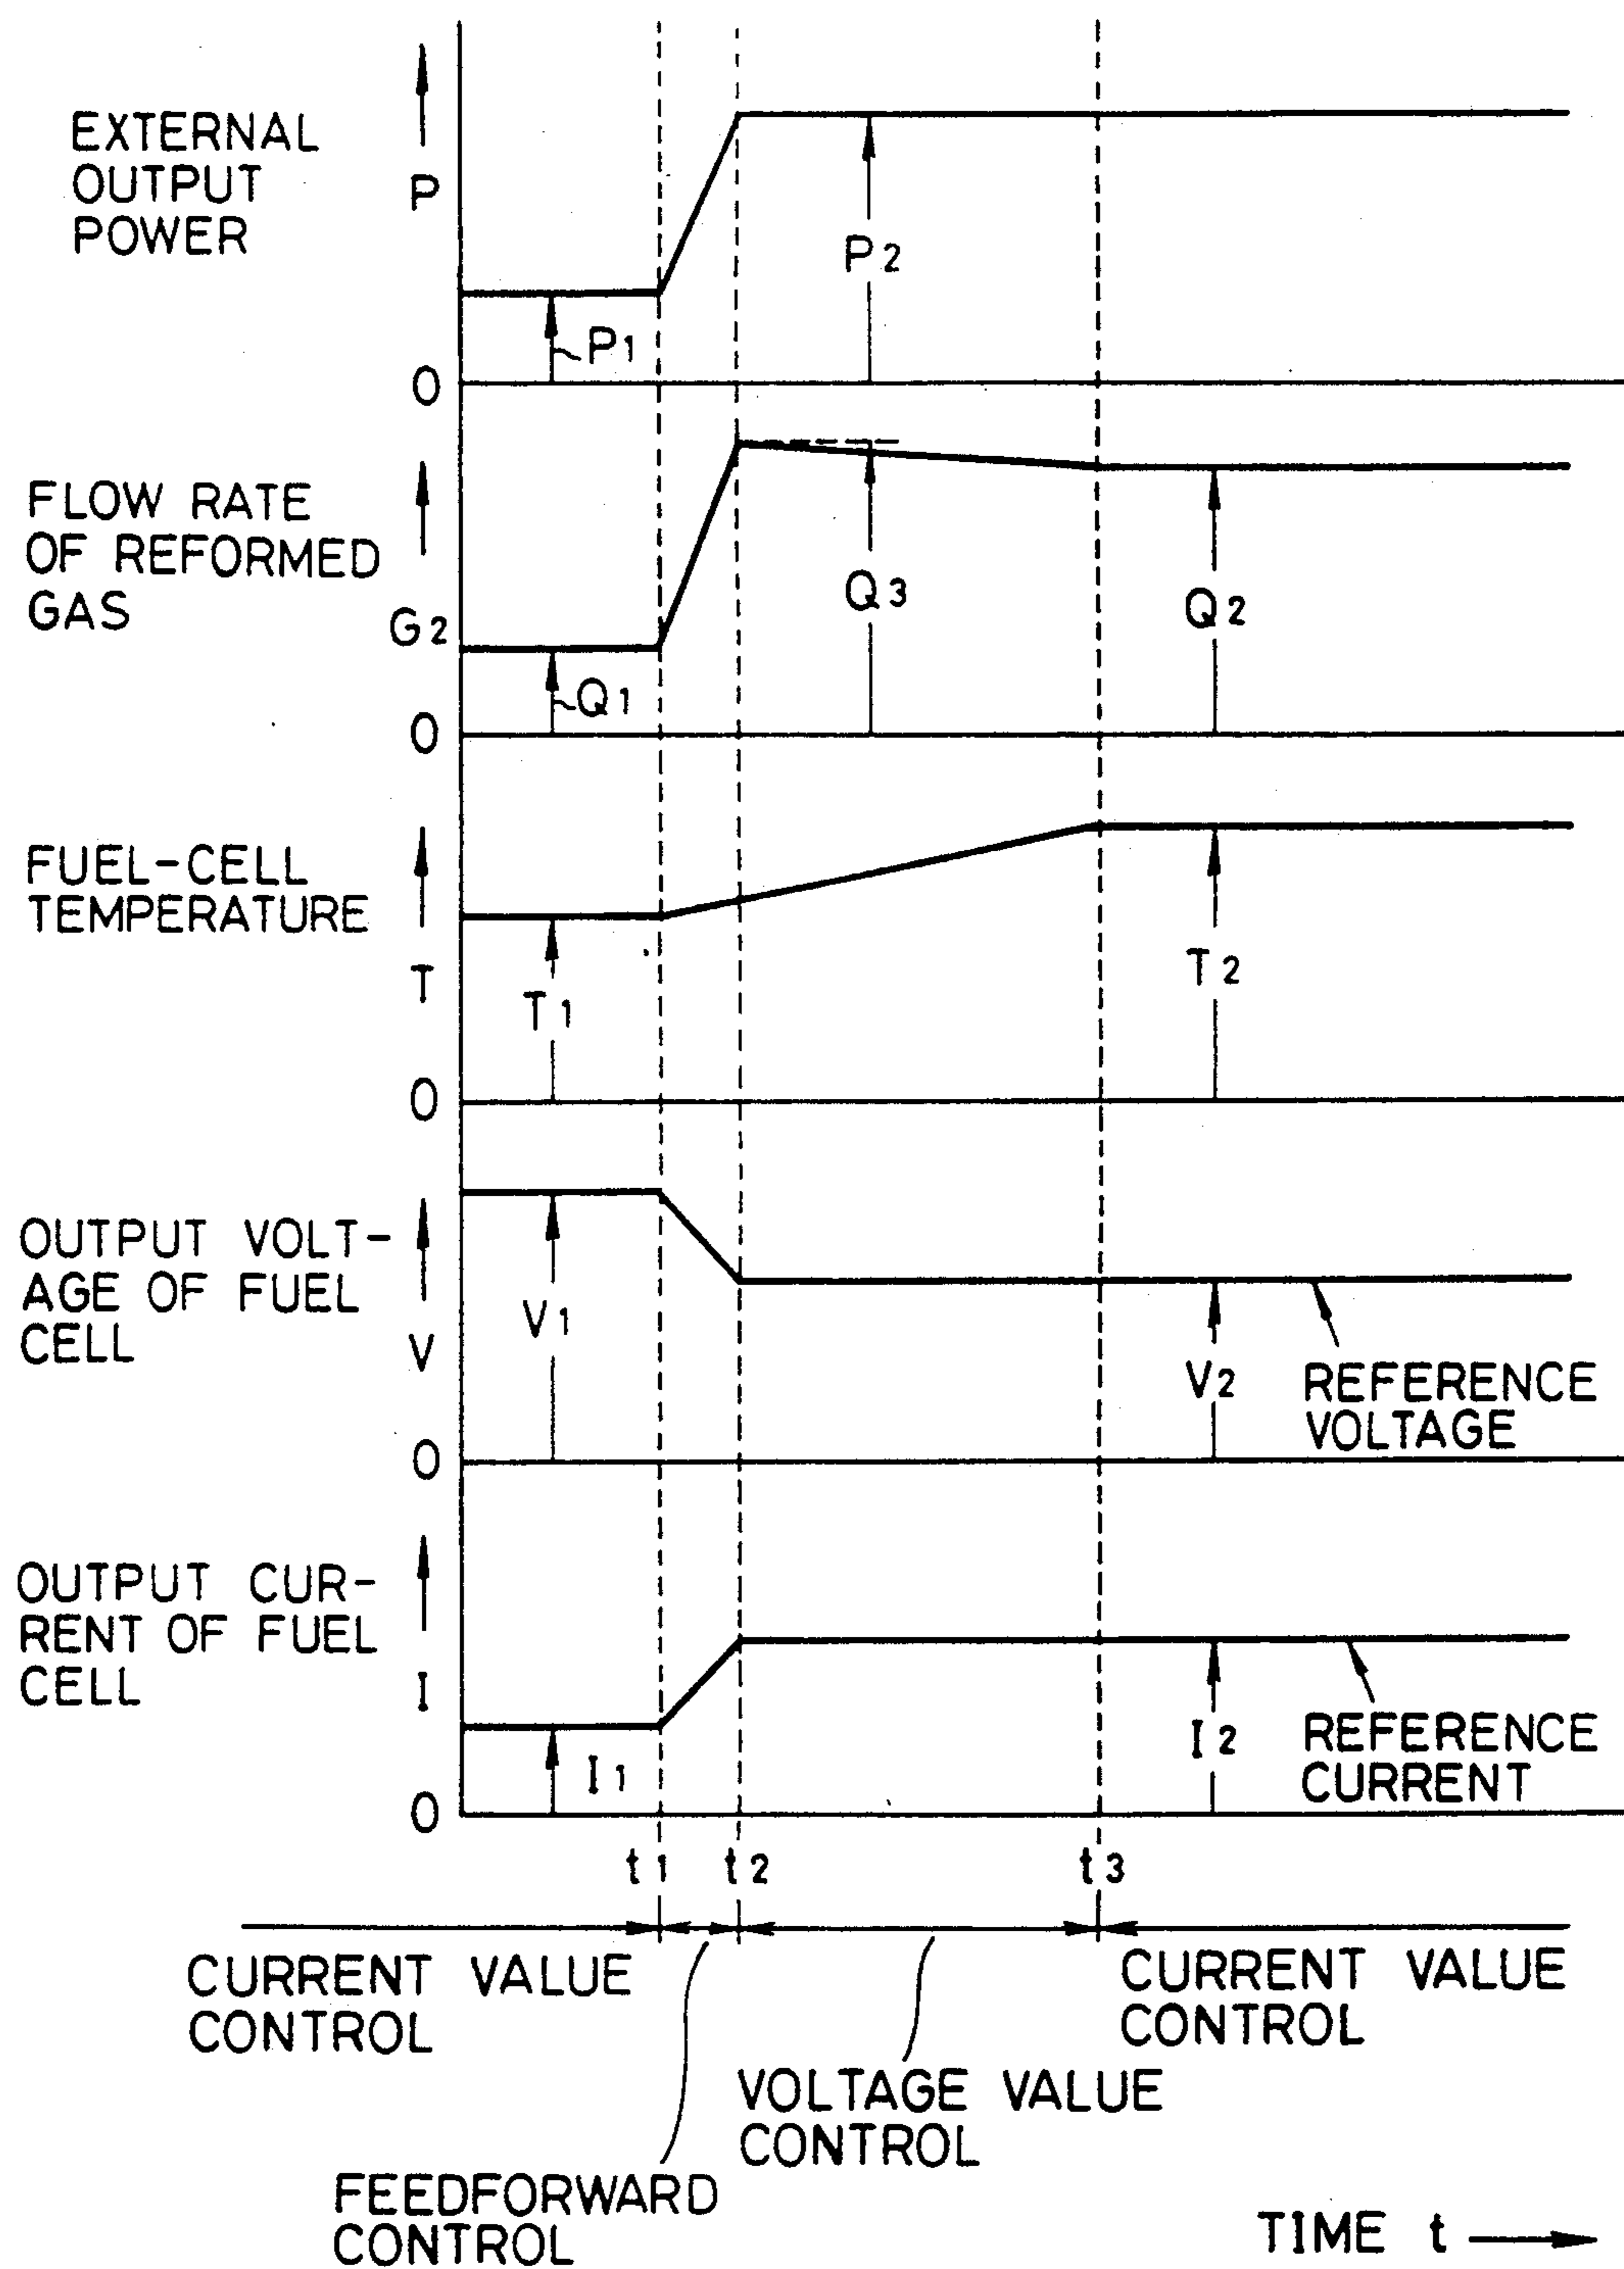 EXTERNAL
OUTPUT
POWER
P
P1
P2
0
FLOW RATE
OF REFORMED
GAS
G2
Q1
Q3
Q2
0
FUEL-CELL
TEMPERATURE
T
T1
T2
0
OUTPUT VOLT-
AGE OF FUEL
CELL
V
V1
V2
REFERENCE
VOLTAGE
0
OUTPUT CUR-
RENT OF FUEL
CELL
I
I1
I2
REFERENCE
CURRENT
0
t1
t2
t3
CURRENT VALUE
CONTROL
CURRENT VALUE
CONTROL
VOLTAGE VALUE
CONTROL
FEEDFORWARD
CONTROL
TIME t